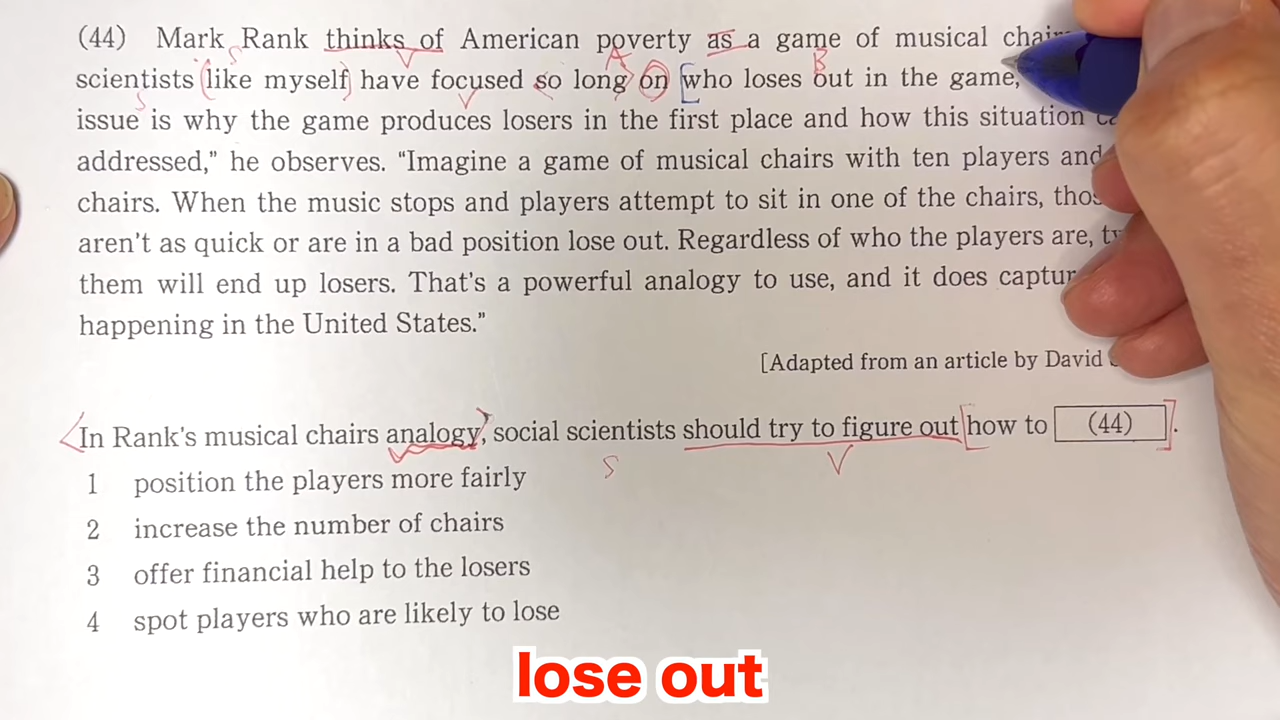 (44) Mark Rank thinks of American poverty as a game of musical
scientists like myself have focused so long on who loses out in the game,
issue is why the game produces losers in the first place and how this situation
addressed,” he observes. “Imagine a game of musical chairs with ten players and
chairs. When the music stops and players attempt to sit in one of the chairs,
aren't as quick or are in a bad position lose out. Regardless of who the players are,
them will end up losers. That's a powerful analogy to use, and it does
happening in the United States.”
[Adapted from an article by David
In Rank's musical chairs analogy, social scientists should try to figure out how to (44).
1 position the players more fairly
2 increase the number of chairs
3 offer financial help to the losers
4 spot players who are likely to lose
S V A B
S V
S V
lose out